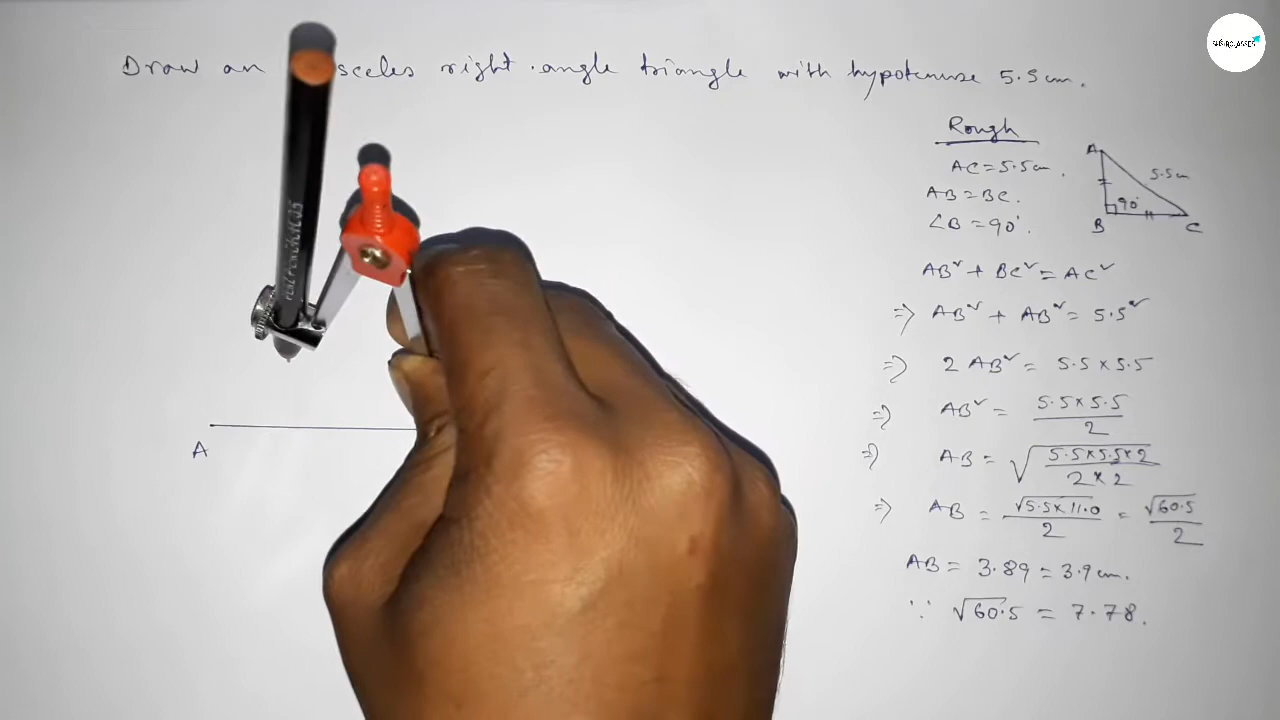 Draw an sceles right angle triangle with hypotenuse 5.5 cm.
SHSIRCLASSES
Rough
AC = 5.5 cm.
AB = BC.
∠B = 90°.
A
5.5 cm
90°
B
C
AB² + BC² = AC²
⇒ AB² + AB² = 5.5²
⇒ 2 AB² = 5.5 × 5.5
⇒ AB² = 5.5 × 5.5 / 2
⇒ AB = √(5.5 × 5.5 × 2 / 2 × 2)
⇒ AB = √5.5 × 11.0 / 2 = √60.5 / 2
AB = 3.89 = 3.9 cm.
∵ √60.5 = 7.78.
A